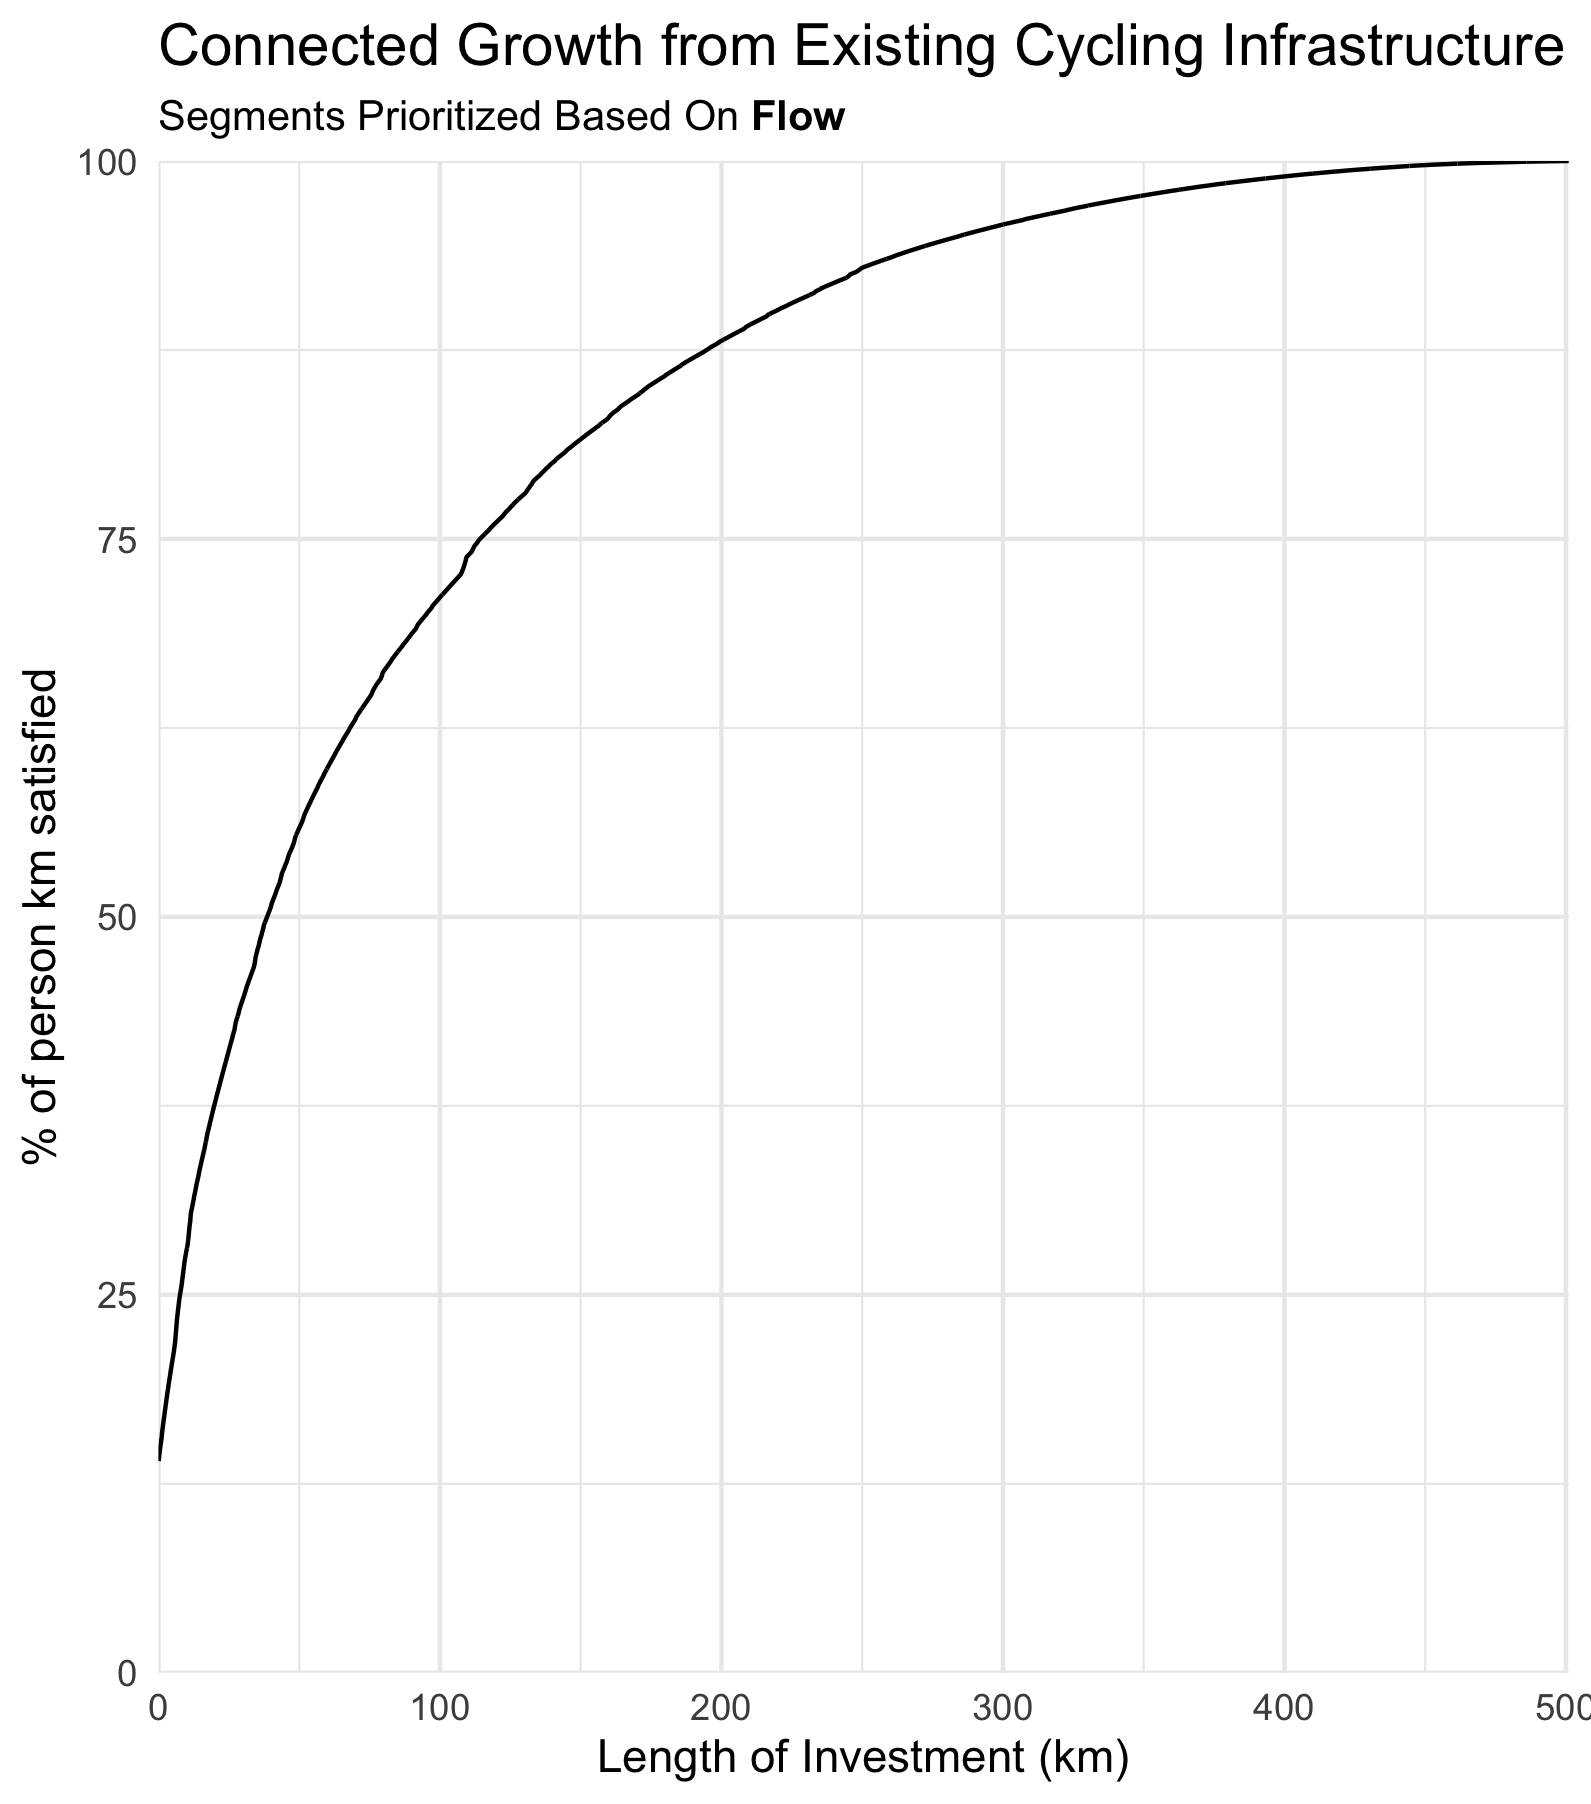 Connected Growth from Existing Cycling Infrastructure
Segments Prioritized Based On Flow
100
75
50
25
0
% of person km satisfied
0 100 200 300 400 500
Length of Investment (km)